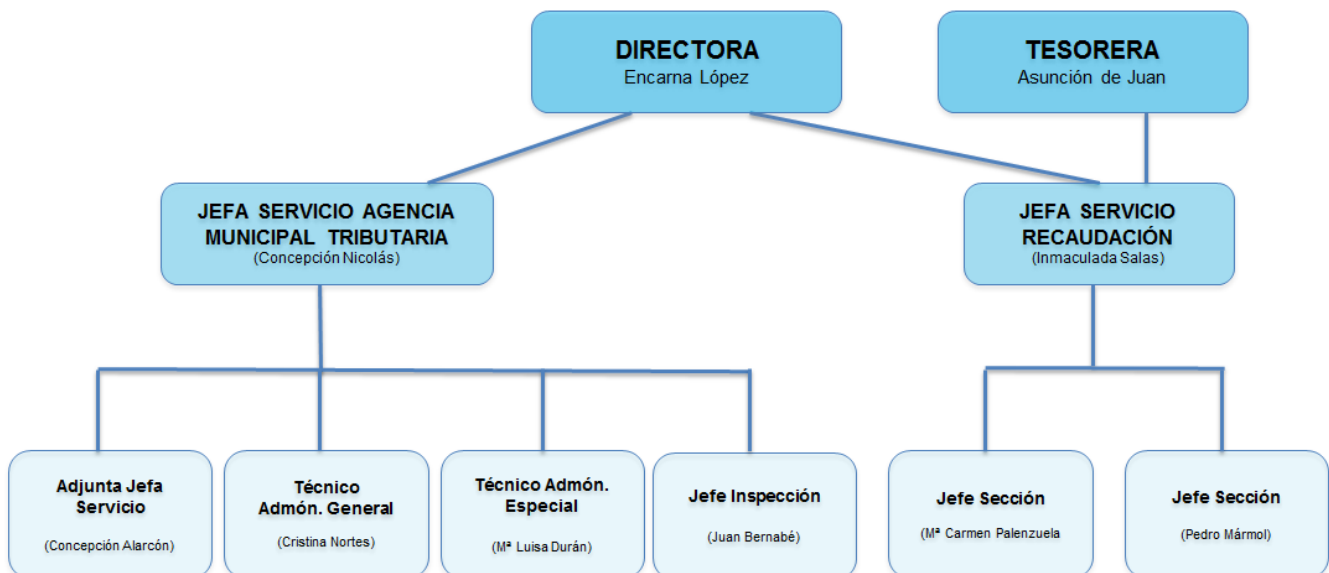 DIRECTORA
Encarna López
TESORERA
Asunción de Juan
JEFA SERVICIO AGENCIA
MUNICIPAL TRIBUTARIA
(Concepción Nicolás)
JEFA SERVICIO
RECAUDACIÓN
(Inmaculada Salas)
Adjunta Jefa
Servicio
(Concepción Alarcón)
Técnico
Admón. General
(Cristina Nortes)
Técnico Admón.
Especial
(Mª Luisa Durán)
Jefe Inspección
(Juan Bernabé)
Jefe Sección
(Mª Carmen Palenzuela
Jefe Sección
(Pedro Mármol)